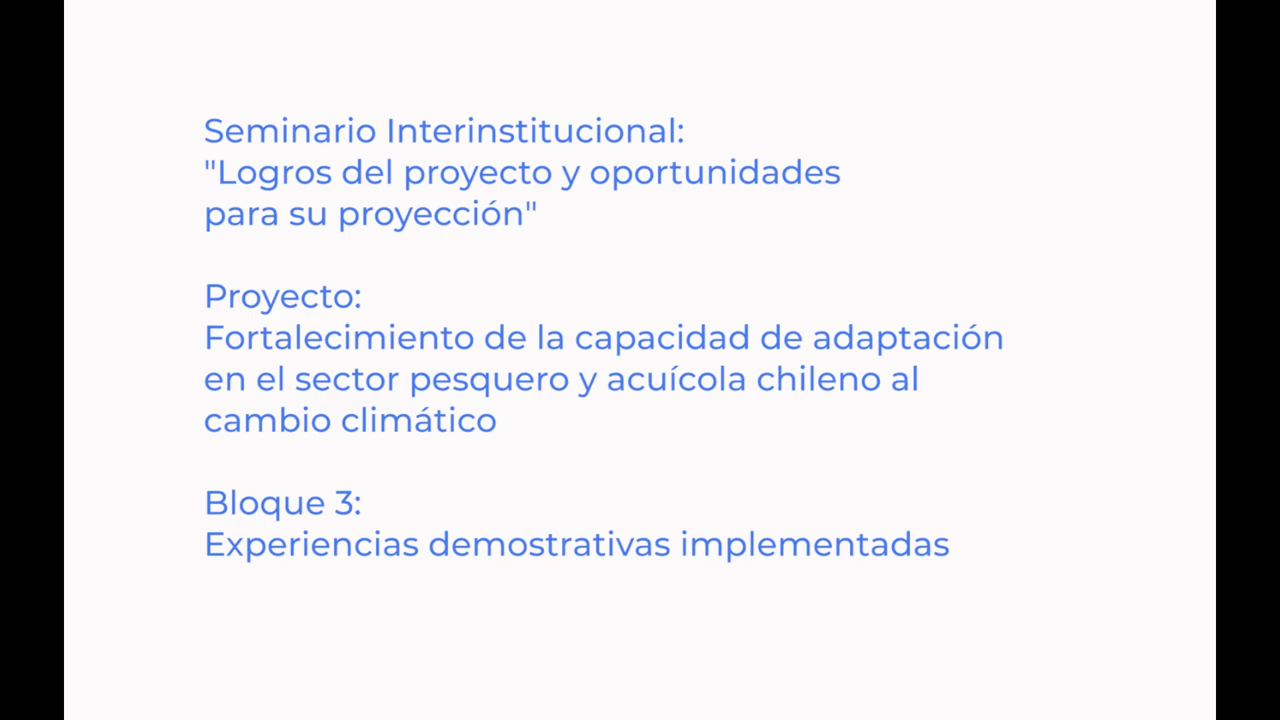 Seminario Interinstitucional:
"Logros del proyecto y oportunidades
para su proyección"
Proyecto:
Fortalecimiento de la capacidad de adaptación
en el sector pesquero y acuícola chileno al
cambio climático
Bloque 3:
Experiencias demostrativas implementadas